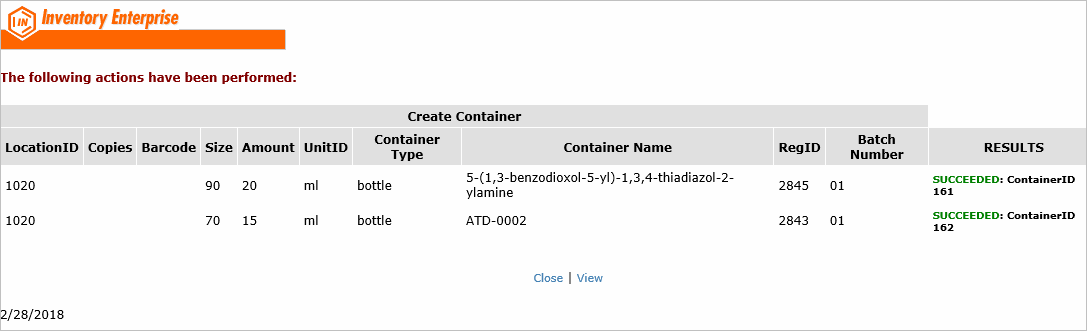 IN Inventory Enterprise
The following actions have been performed:
Create Container
LocationID Copies Barcode Size Amount UnitID Container Type Container Name RegID Batch Number RESULTS
1020 90 20 ml bottle 5-(1,3-benzodioxol-5-yl)-1,3,4-thiadiazol-2-
ylamine 2845 01 SUCCEEDED: ContainerID
161
1020 70 15 ml bottle ATD-0002 2843 01 SUCCEEDED: ContainerID
162
Close | View
2/28/2018